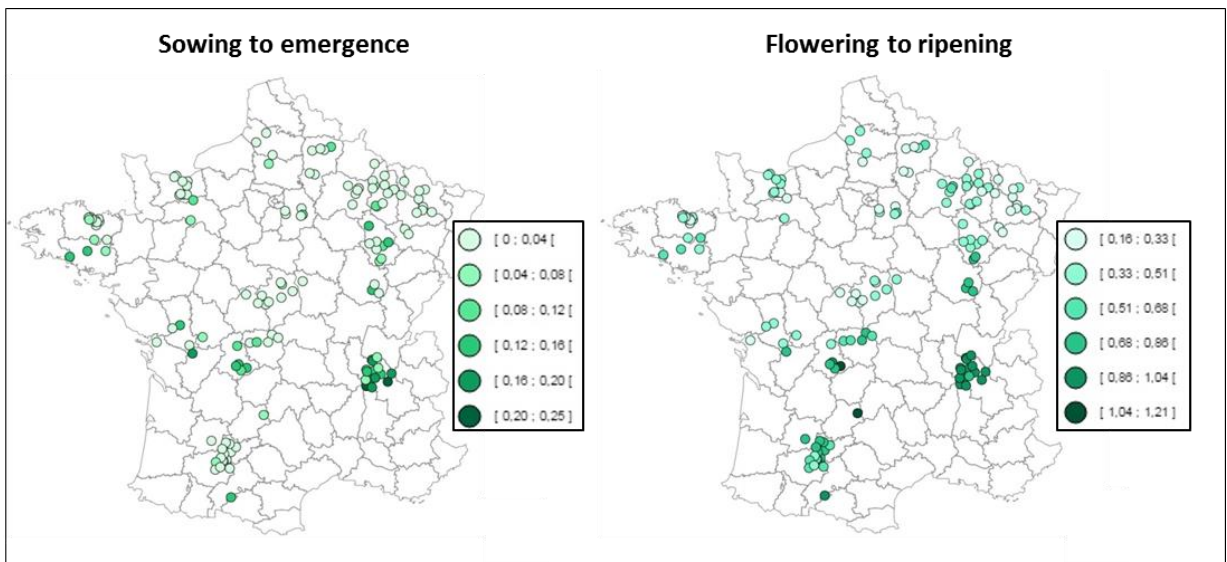 Sowing to emergence
Flowering to ripening
[ 0 ; 0,04 [
[ 0,04 ; 0,08 [
[ 0,08 ; 0,12 [
[ 0,12 ; 0,16 [
[ 0,16 ; 0,20 [
[ 0,20 ; 0,25 [
[ 0,16 ; 0,33 [
[ 0,33 ; 0,51 [
[ 0,51 ; 0,68 [
[ 0,68 ; 0,86 [
[ 0,86 ; 1,04 [
[ 1,04 ; 1,21 [